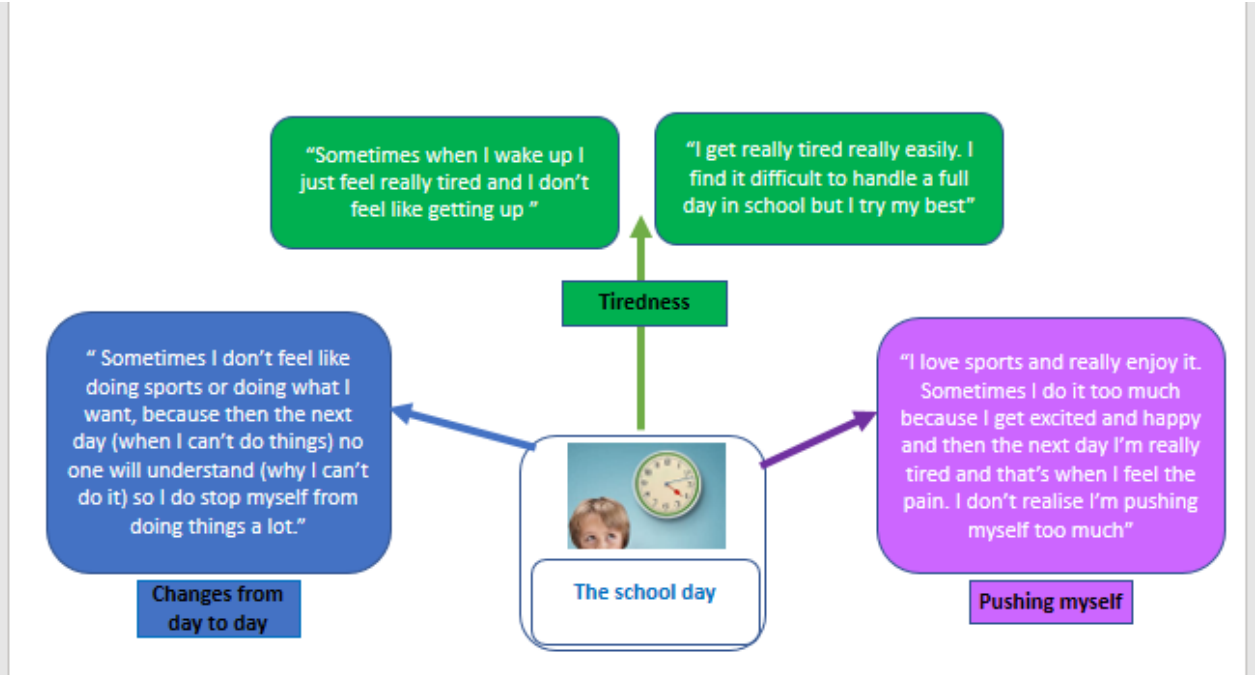 “Sometimes when I wake up I
just feel really tired and I don’t
feel like getting up ”
“I get really tired really easily. I
find it difficult to handle a full
day in school but I try my best”
Tiredness
“ Sometimes I don’t feel like
doing sports or doing what I
want, because then the next
day (when I can’t do things) no
one will understand (why I can’t
do it) so I do stop myself from
doing things a lot.”
Changes from
day to day
“I love sports and really enjoy it.
Sometimes I do it too much
because I get excited and happy
and then the next day I’m really
tired and that’s when I feel the
pain. I don’t realise I’m pushing
myself too much”
Pushing myself
The school day